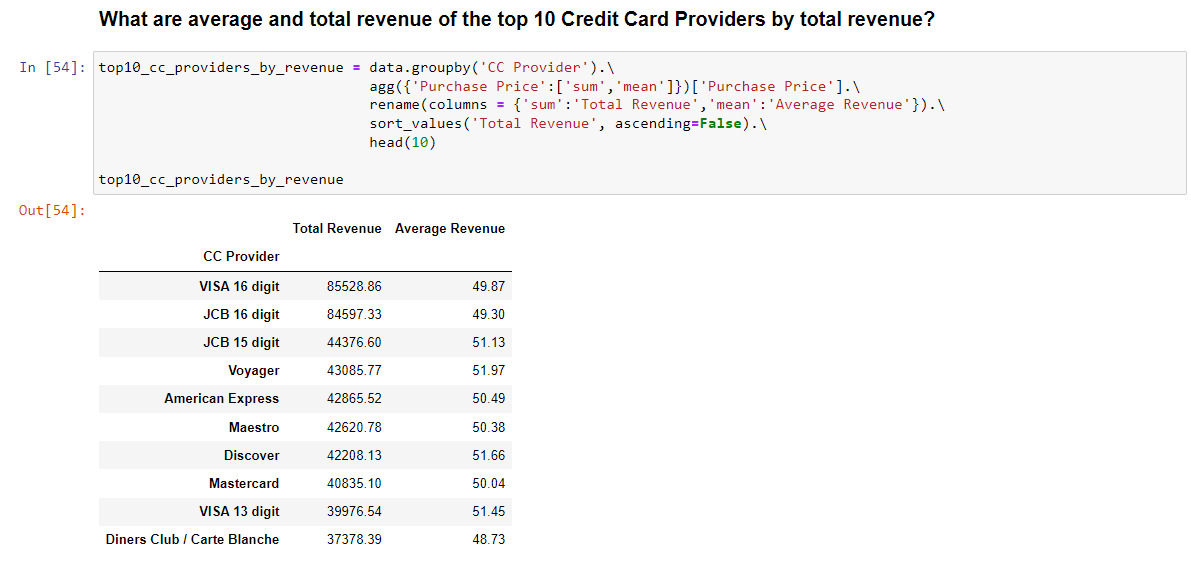 What are average and total revenue of the top 10 Credit Card Providers by total revenue?
In [54]: top10_cc_providers_by_revenue = data.groupby('CC Provider').\
agg({'Purchase Price':['sum','mean']})['Purchase Price'].\
rename(columns = {'sum':'Total Revenue','mean':'Average Revenue'}).\
sort_values('Total Revenue', ascending=False).\
head(10)
top10_cc_providers_by_revenue
Out[54]:
Total Revenue Average Revenue
CC Provider
VISA 16 digit 85528.86 49.87
JCB 16 digit 84597.33 49.30
JCB 15 digit 44376.60 51.13
Voyager 43085.77 51.97
American Express 42865.52 50.49
Maestro 42620.78 50.38
Discover 42208.13 51.66
Mastercard 40835.10 50.04
VISA 13 digit 39976.54 51.45
Diners Club / Carte Blanche 37378.39 48.73